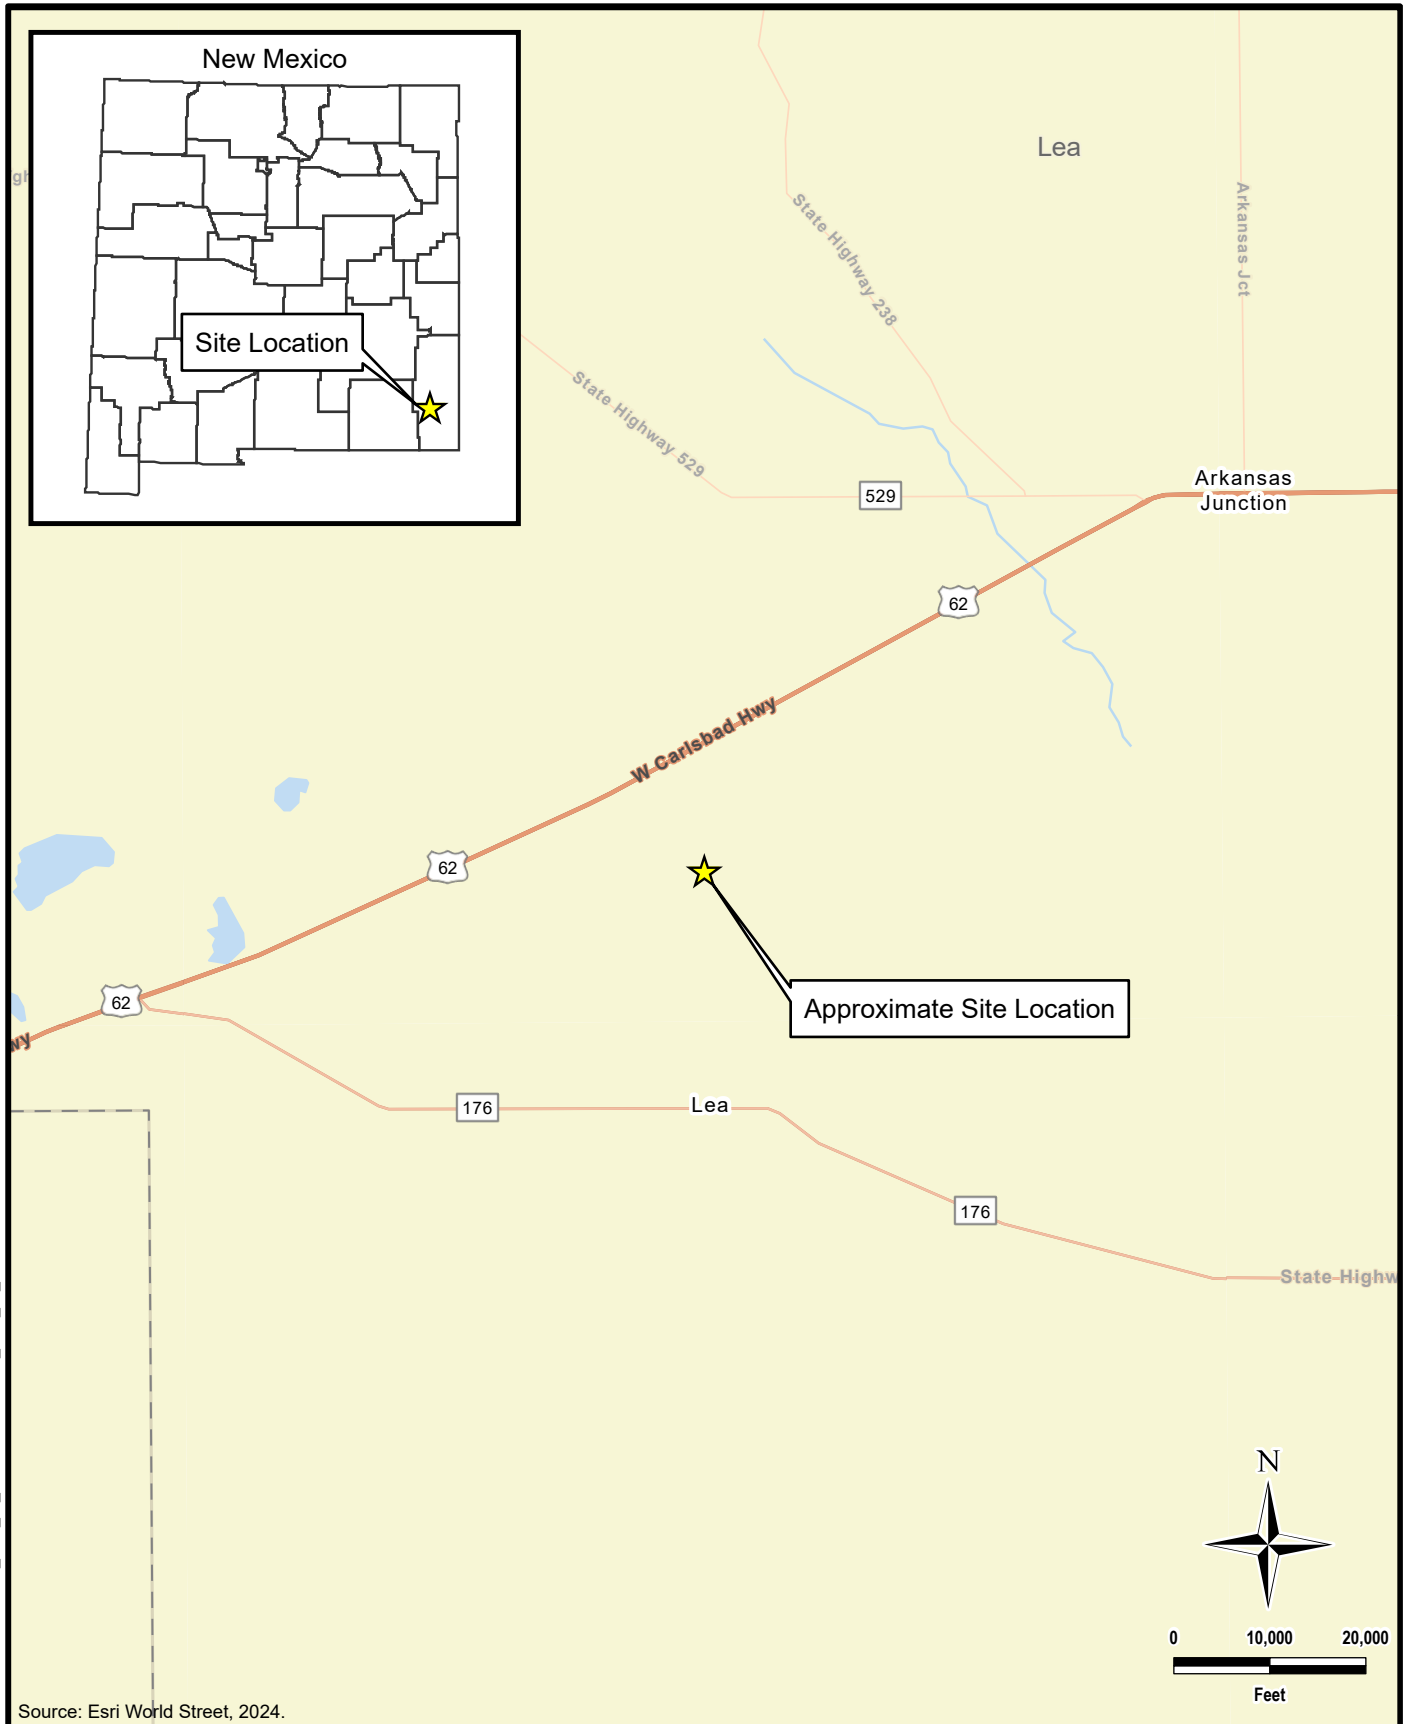 New Mexico
Site Location
Lea
Arkansas Jct
State Highway 238
State Highway 529
529
Arkansas
Junction
62
W Carlsbad Hwy
62
62
Approximate Site Location
176
Lea
176
State Highw
N
0 10,000 20,000
Feet
Source: Esri World Street, 2024.